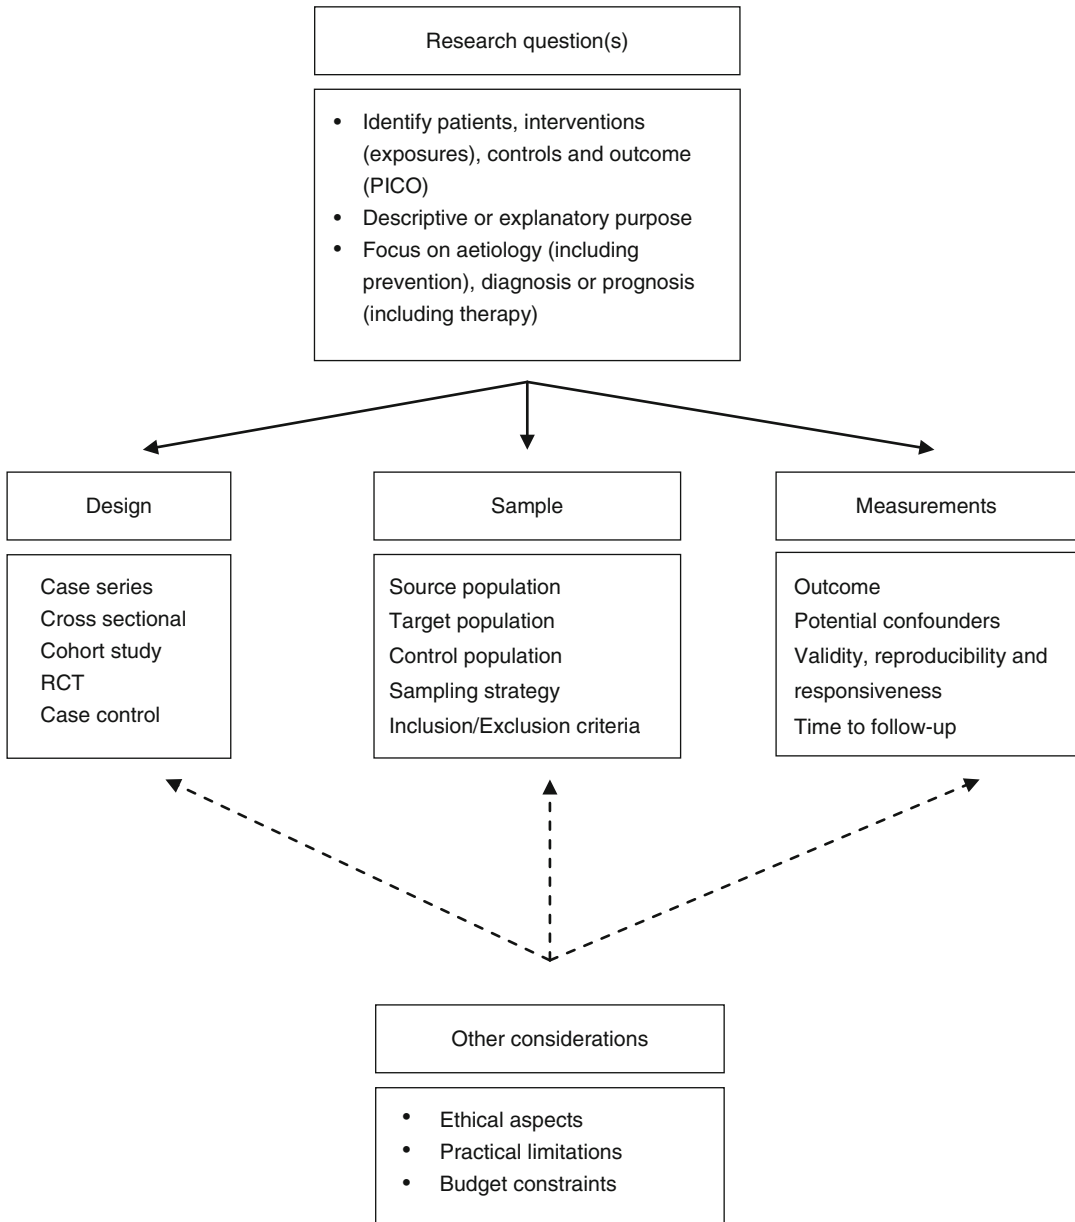 Research question(s)
• Identify patients, interventions
(exposures), controls and outcome
(PICO)
• Descriptive or explanatory purpose
• Focus on aetiology (including
prevention), diagnosis or prognosis
(including therapy)
Design
Case series
Cross sectional
Cohort study
RCT
Case control
Sample
Source population
Target population
Control population
Sampling strategy
Inclusion/Exclusion criteria
Measurements
Outcome
Potential confounders
Validity, reproducibility and
responsiveness
Time to follow-up
Other considerations
• Ethical aspects
• Practical limitations
• Budget constraints